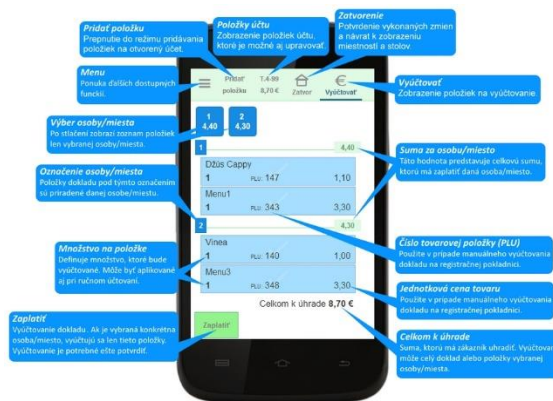 Pridať položku
Prepnutie do režimu pridávania
položiek na otvorený účet.
Položky účtu
Zobrazenie položiek účtu,
ktoré je možné aj upravovať.
Zatvorenie
Potvrdenie vykonaných zmien
a návrat k zobrazeniu
miestností a stolov.
Menu
Ponuka ďalších dostupných
funkcií.
Pridať
položku
T.4-99
8,70 €
Zatvor
€
Vyúčtovať
Vyúčtovať
Zobrazenie položiek na vyúčtovanie.
Výber osoby/miesta
Po stlačení zobrazí zoznam položiek
len vybranej osoby/miesta.
1
4,40
2
4,30
1
4,40
Suma za osobu/miesto
Táto hodnota predstavuje celkovú sumu,
ktorú má zaplatiť daná osoba/miesto.
Označenie osoby/miesta
Položky dokladu pod týmto označením
sú priradené danej osobe/miestu.
Džús Cappy
1 PLU: 147 1,10
Menu1
1 PLU: 343 3,30
2
4,30
Číslo tovarovej položky (PLU)
Použite v prípade manuálneho vyúčtovania
dokladu na registračnej pokladnici.
Množstvo na položke
Definuje množstvo, ktoré bude
vyúčtované. Môže byť aplikované
aj pri ručnom účtovaní.
Vinea
1 PLU: 140 1,00
Menu3
1 PLU: 348 3,30
Jednotková cena tovaru
Použite v prípade manuálneho vyúčtovania
dokladu na registračnej pokladnici.
Celkom k úhrade 8,70 €
Zaplatiť
Vyúčtovanie dokladu. Ak je vybraná konkrétna
osoba/miesto, vyúčtujú sa len tieto položky.
Vyúčtovanie je potrebné ešte potvrdiť.
Zaplatiť
Celkom k úhrade
Suma, ktorú má zákazník uhradiť. Vyúčtovaný
môže celý doklad alebo položky vybranej
osoby/miesta.